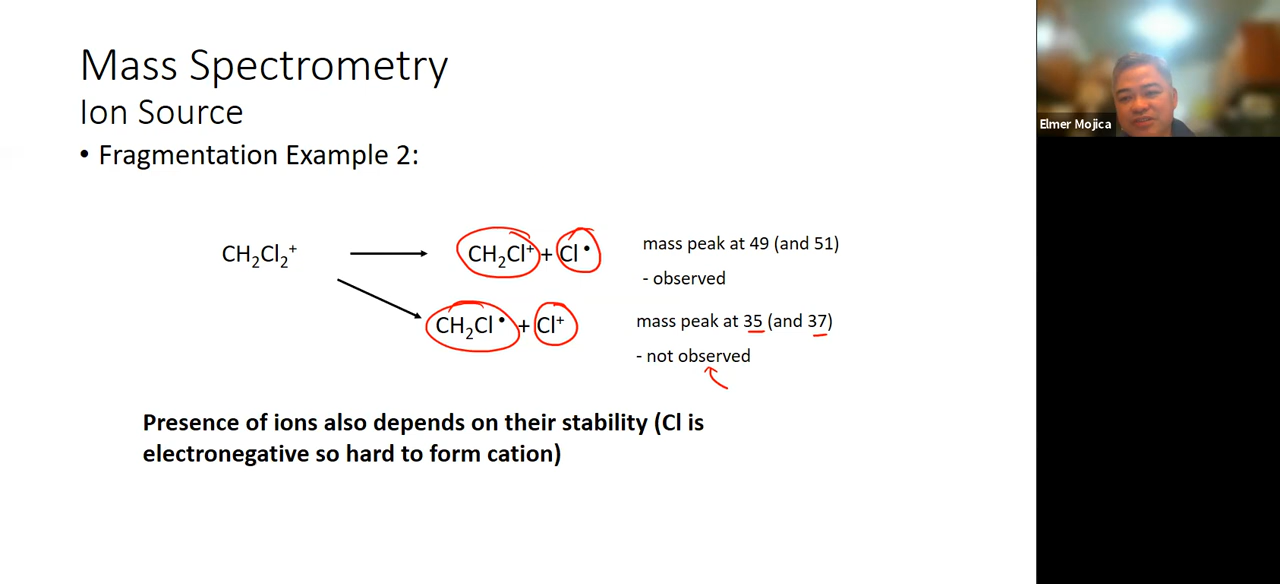 Mass Spectrometry
Ion Source
• Fragmentation Example 2:
CH₂Cl₂⁺ CH₂Cl⁺ + Cl• mass peak at 49 (and 51)
- observed
CH₂Cl• + Cl⁺ mass peak at 35 (and 37)
- not observed
Presence of ions also depends on their stability (Cl is
electronegative so hard to form cation)
Elmer Mojica